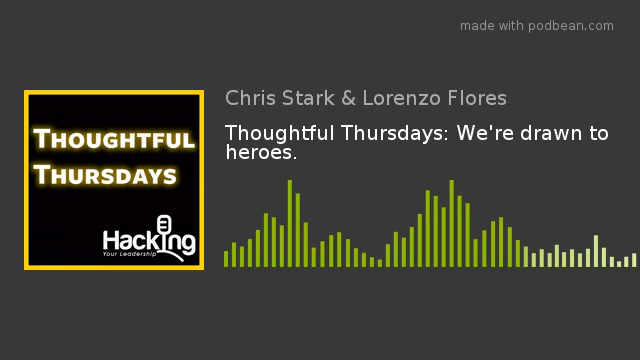 made with podbean.com
Chris Stark & Lorenzo Flores
Thoughtful Thursdays: We're drawn to
heroes.
Thoughtful
Thursdays
Hacking
Your Leadership